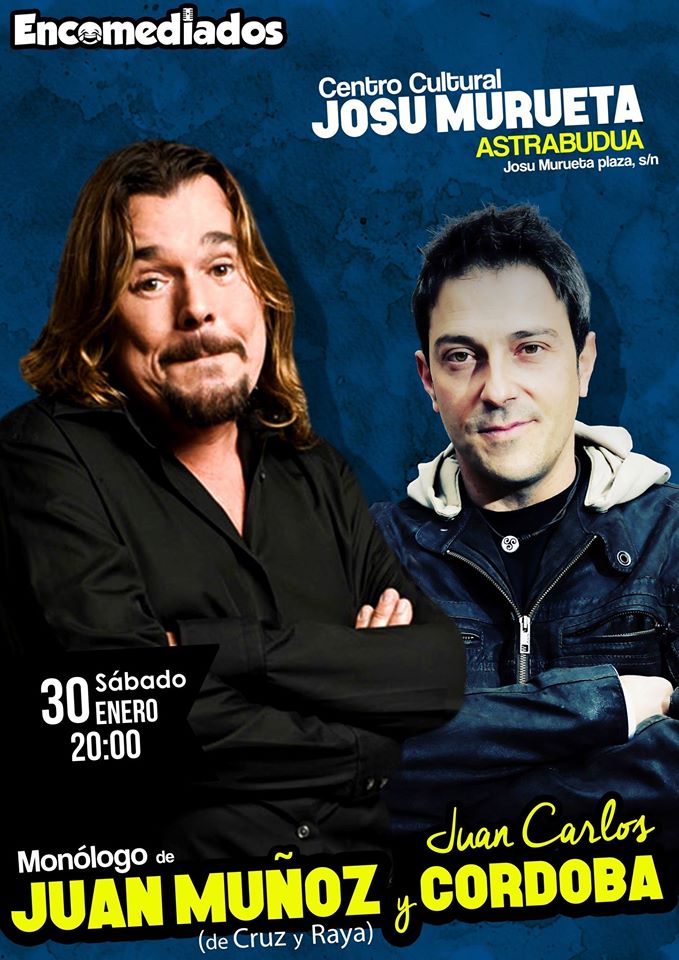 Encomediados
Centro Cultural
JOSU MURUETA
ASTRABUDUA
Josu Murueta plaza, s/n
30 Sábado
ENERO
20:00
Monólogo de
JUAN MUÑOZ
(de Cruz y Raya)
y
Juan Carlos
CORDOBA